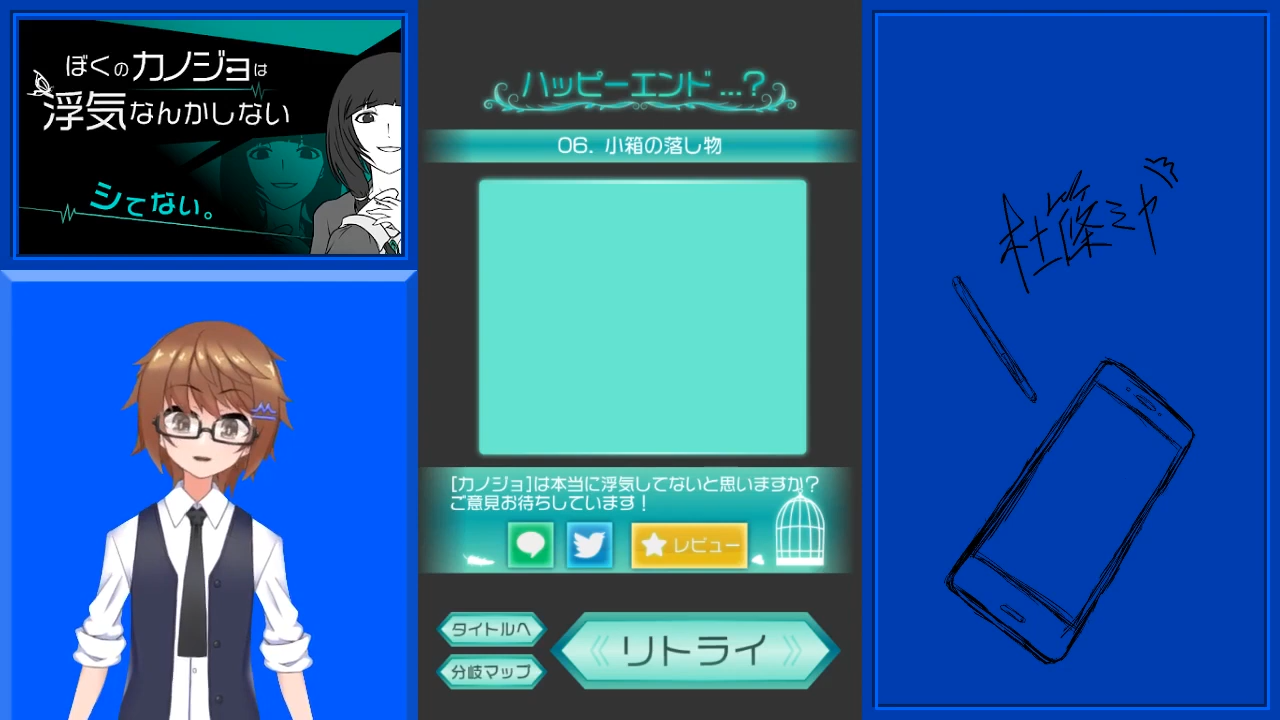 ぼくのカノジョは
浮気なんかしない
シてない。
ハッピーエンド…？
06. 小箱の落し物
[カノジョ]は本当に浮気してないと思いますか？
ご意見お待ちしています！
レビュー
タイトルへ
分岐マップ
リトライ
杜篠ミヤ